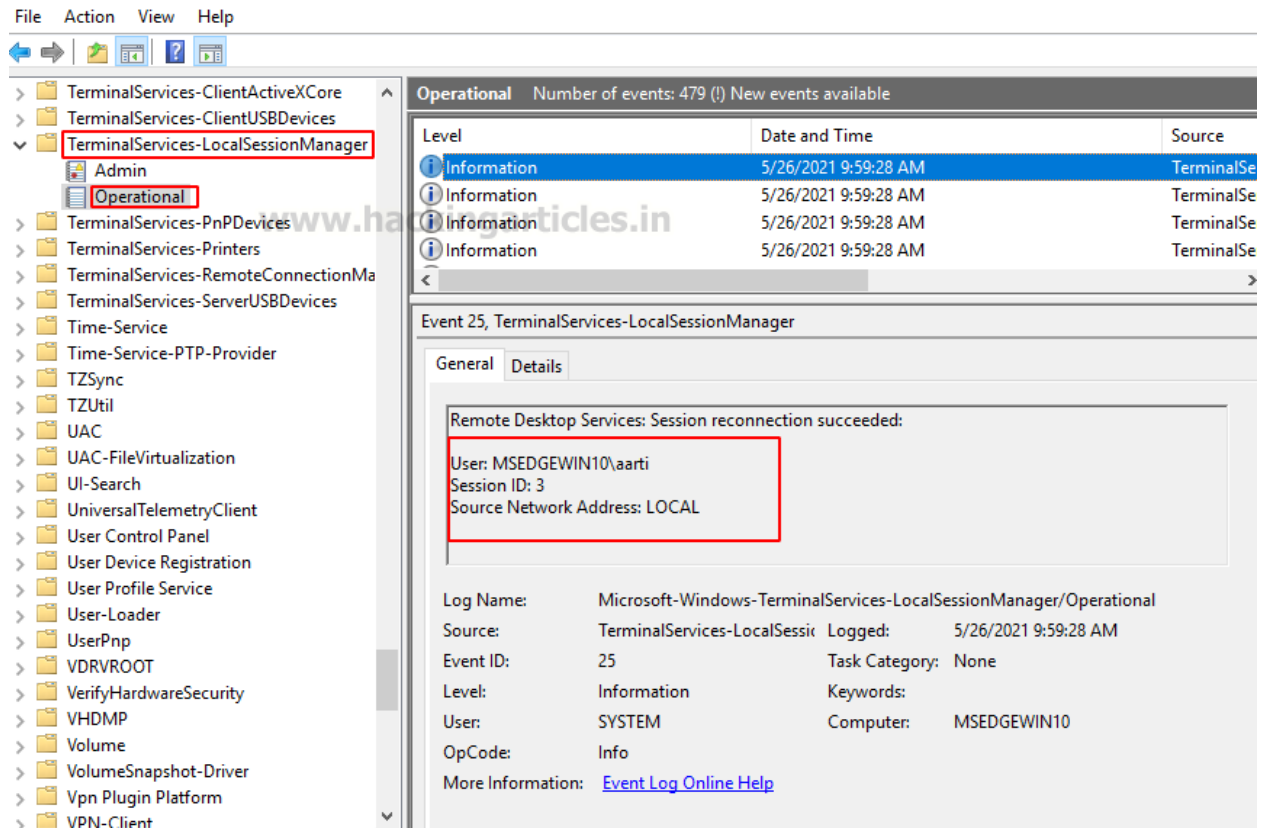 File Action View Help
TerminalServices-ClientActiveXCore
TerminalServices-ClientUSBDevices
TerminalServices-LocalSessionManager
Admin
Operational
TerminalServices-PnPDevices
TerminalServices-Printers
TerminalServices-RemoteConnectionMa
TerminalServices-ServerUSBDevices
Time-Service
Time-Service-PTP-Provider
TZSync
TZUtil
UAC
UAC-FileVirtualization
UI-Search
UniversalTelemetryClient
User Control Panel
User Device Registration
User Profile Service
User-Loader
UserPnp
VDRVROOT
VerifyHardwareSecurity
VHDMP
Volume
VolumeSnapshot-Driver
Vpn Plugin Platform
VPN-Client
www.hackingarticles.in
Operational Number of events: 479 (!) New events available
Level Date and Time Source
Information 5/26/2021 9:59:28 AM TerminalSe
Information 5/26/2021 9:59:28 AM TerminalSe
Information 5/26/2021 9:59:28 AM TerminalSe
Information 5/26/2021 9:59:28 AM TerminalSe
Event 25, TerminalServices-LocalSessionManager
General Details
Remote Desktop Services: Session reconnection succeeded:
User: MSEDGEWIN10\aarti
Session ID: 3
Source Network Address: LOCAL
Log Name: Microsoft-Windows-TerminalServices-LocalSessionManager/Operational
Source: TerminalServices-LocalSessic Logged: 5/26/2021 9:59:28 AM
Event ID: 25 Task Category: None
Level: Information Keywords:
User: SYSTEM Computer: MSEDGEWIN10
OpCode: Info
More Information: Event Log Online Help